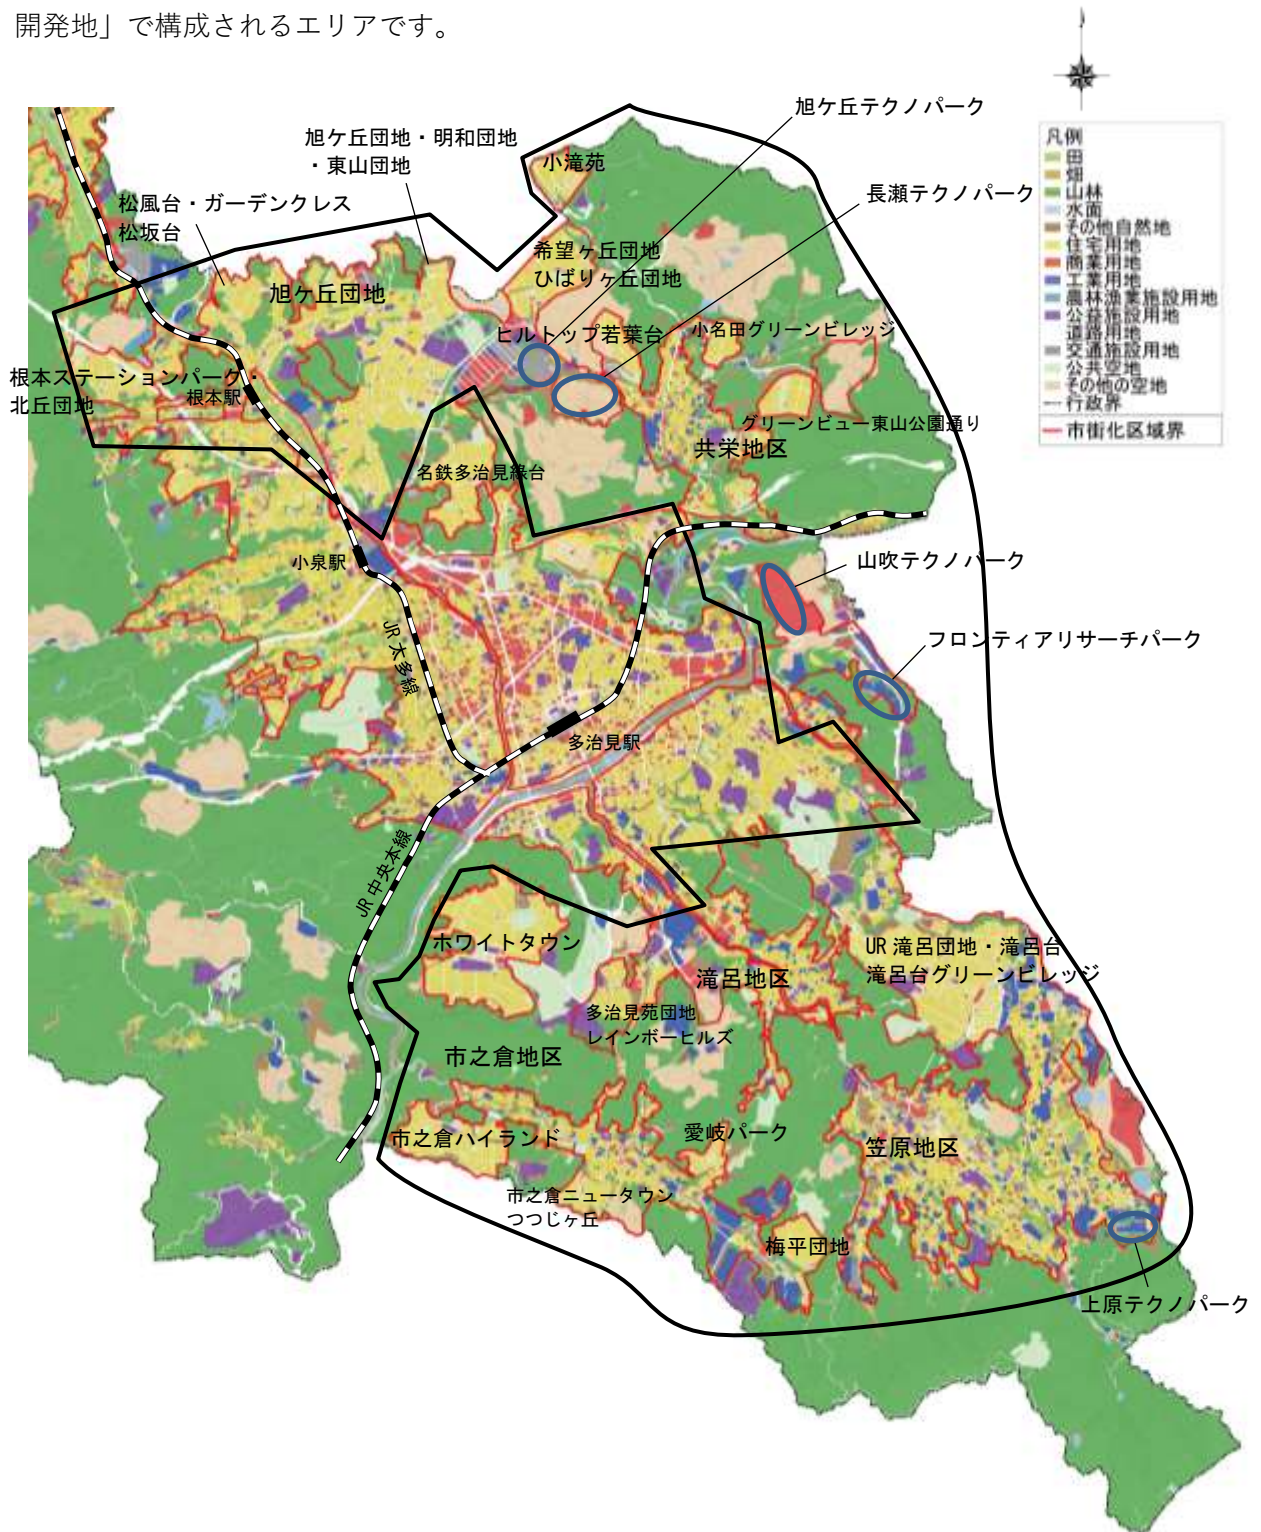 開発地」で構成されるエリアです。
旭ケ丘テクノパーク
旭ケ丘団地・明和団地
・東山団地
小滝苑
長瀬テクノパーク
松風台・ガーデンクレス
松坂台
希望ヶ丘団地
ひばりヶ丘団地
旭ケ丘団地
ヒルトップ若葉台
小名田グリーンビレッジ
根本ステーションパーク・
北丘団地
根本駅
グリーンビュー東山公園通り
共栄地区
名鉄多治見緑台
小泉駅
山吹テクノパーク
JR 太多線
フロンティアリサーチパーク
多治見駅
JR 中央本線
ホワイトタウン
UR 滝呂団地・滝呂台
滝呂台グリーンビレッジ
滝呂地区
多治見苑団地
レインボーヒルズ
市之倉地区
市之倉ハイランド
愛岐パーク
笠原地区
市之倉ニュータウン
つつじヶ丘
梅平団地
上原テクノパーク
凡例
田
畑
山林
水面
その他自然地
住宅用地
商業用地
工業用地
農林漁業施設用地
公益施設用地
道路用地
交通施設用地
公共空地
その他の空地
行政界
市街化区域界